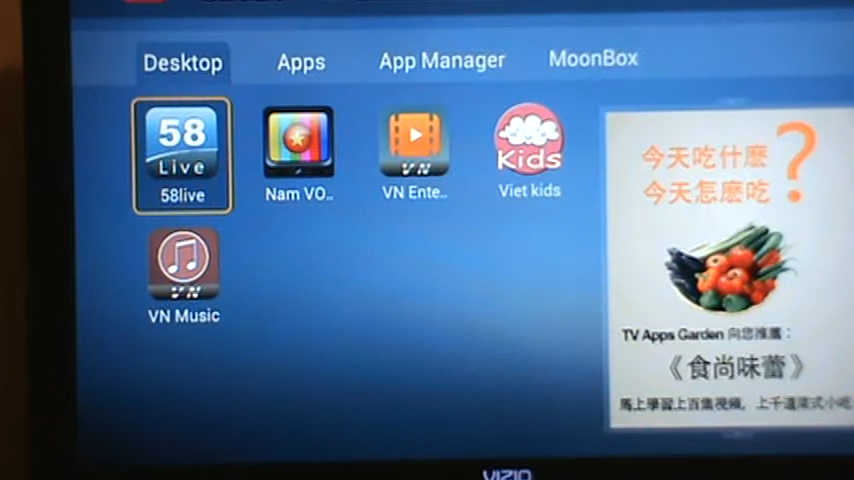 Desktop
Apps
App Manager
MoonBox
58
Live
58live
Nam VO..
VN
VN Ente..
Kids
Viet kids
VN
VN Music
今天吃什麼?
今天怎麼吃
TV Apps Garden 向您推薦：
《食尚味蕾》
馬上學習上百集視頻，上千道菜式小吃
VIZIO